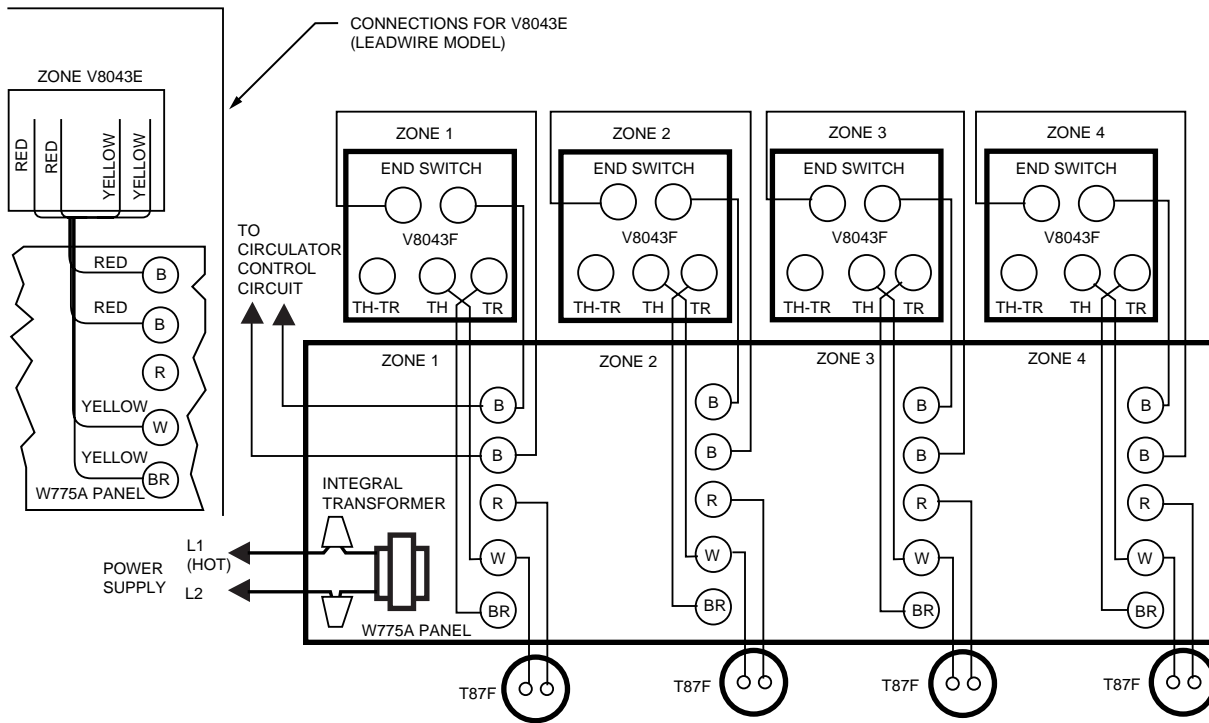 CONNECTIONS FOR V8043E
(LEADWIRE MODEL)
ZONE V8043E
RED
RED
YELLOW
YELLOW
RED
B
RED
B
R
YELLOW
W
YELLOW
BR
W775A PANEL
TO
CIRCULATOR
CONTROL
CIRCUIT
ZONE 1
END SWITCH
V8043F
TH-TR
TH
TR
ZONE 2
END SWITCH
V8043F
TH-TR
TH
TR
ZONE 3
END SWITCH
V8043F
TH-TR
TH
TR
ZONE 4
END SWITCH
V8043F
TH-TR
TH
TR
ZONE 1
B
B
R
W
BR
ZONE 2
B
B
R
W
BR
ZONE 3
B
B
R
W
BR
ZONE 4
B
B
R
W
BR
INTEGRAL
TRANSFORMER
L1
(HOT)
POWER
SUPPLY
L2
W775A PANEL
T87F
T87F
T87F
T87F